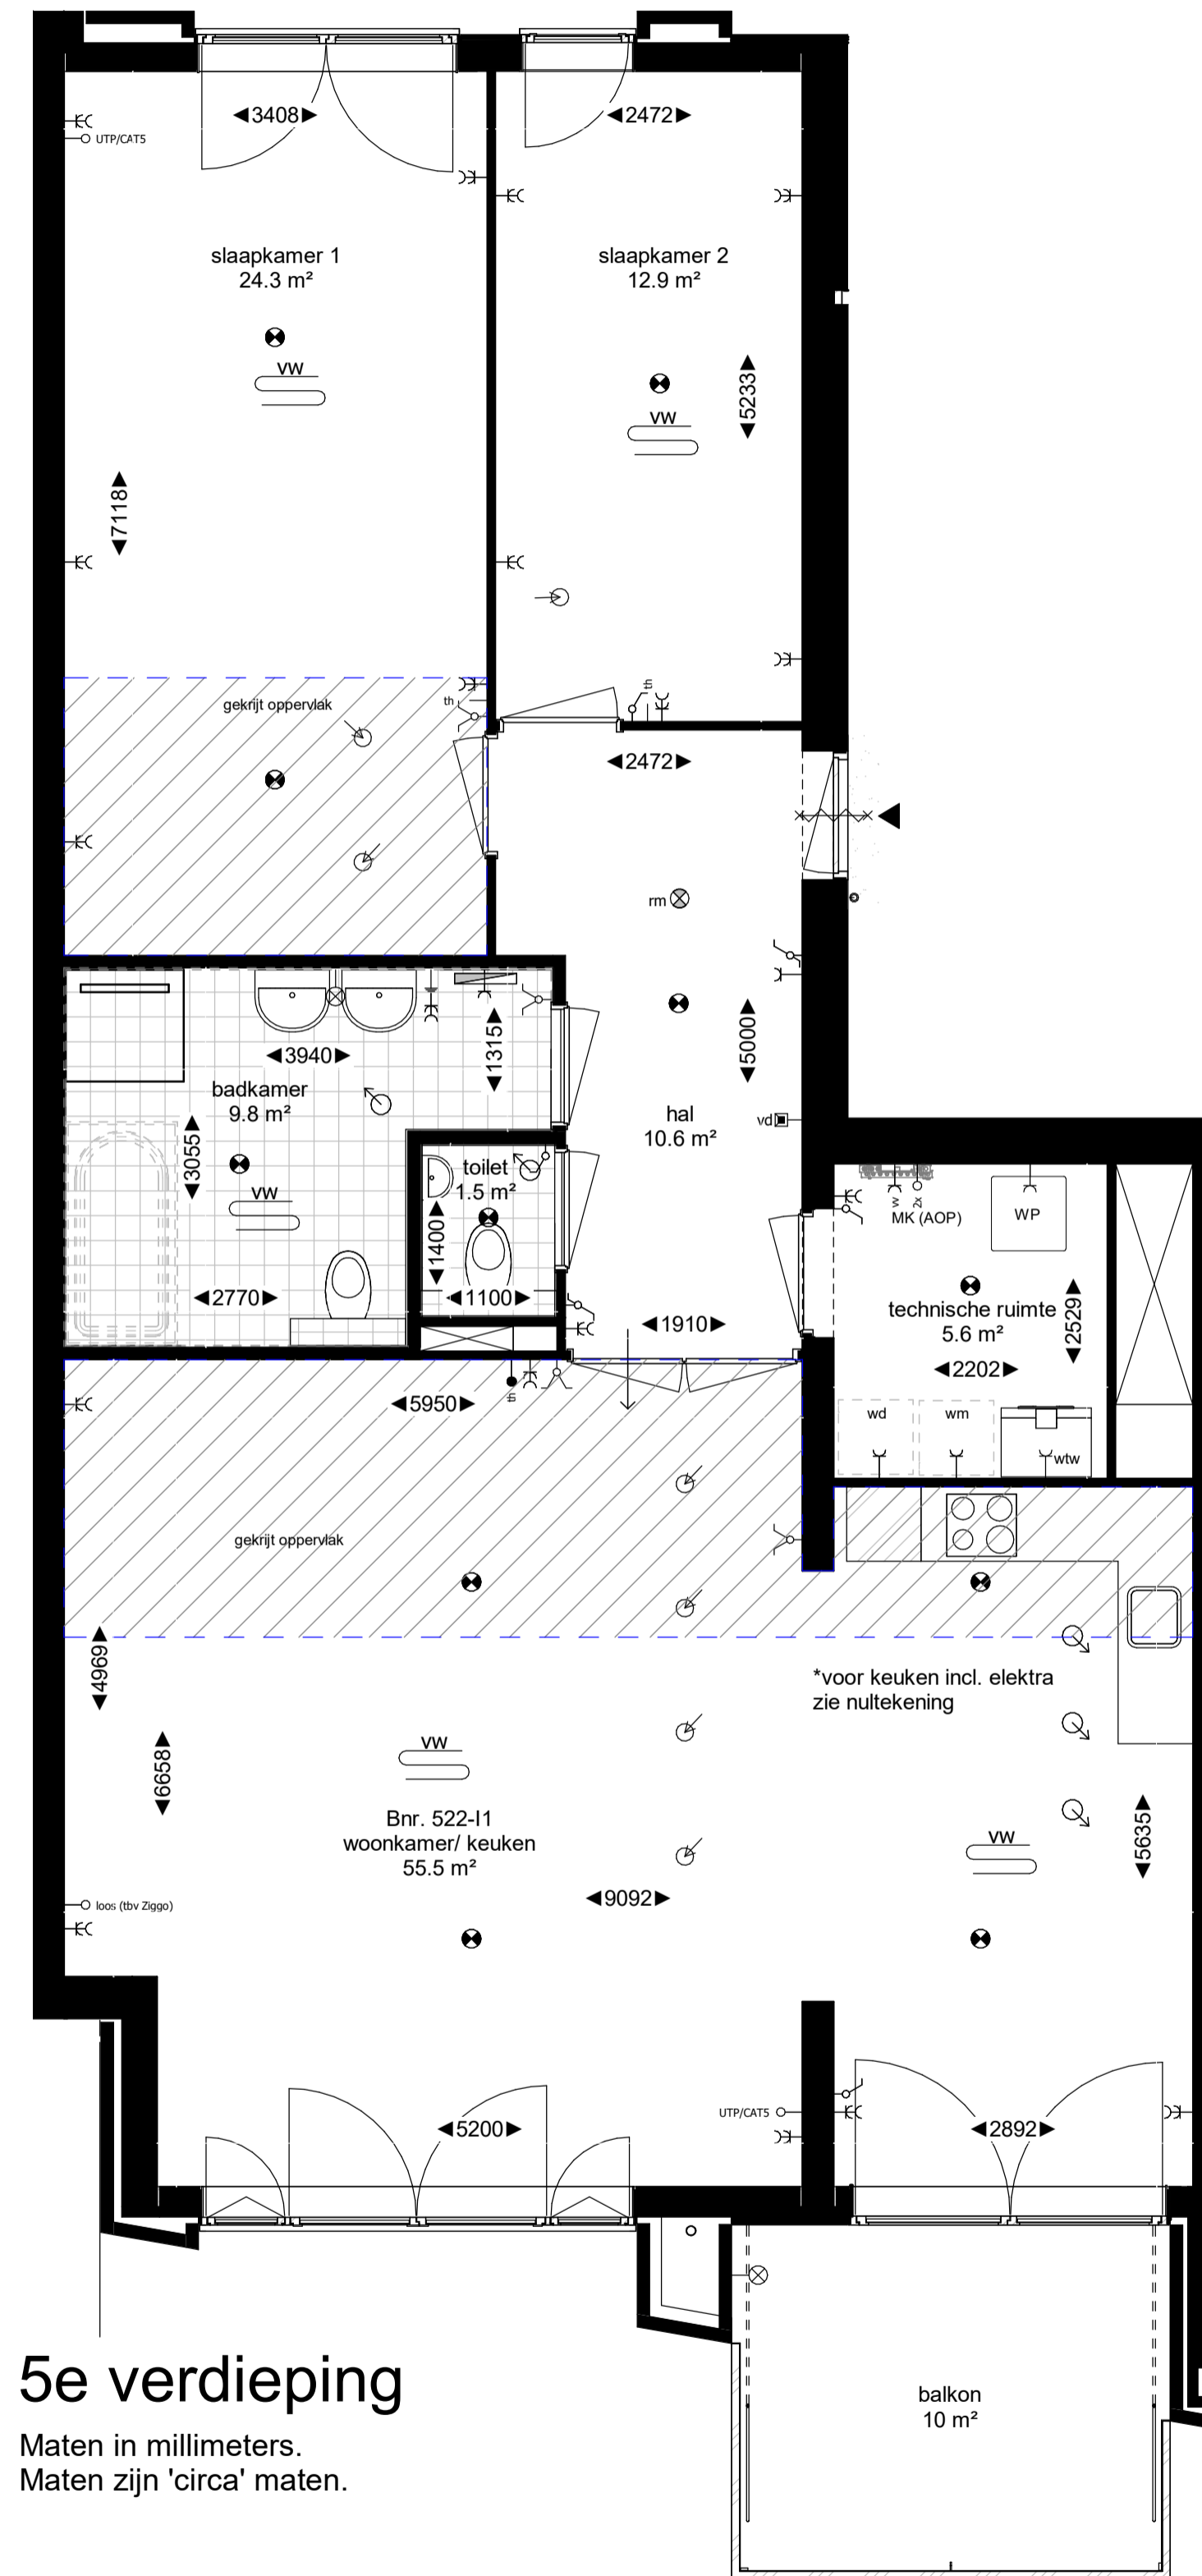 3408
2472
UTP/CAT5
slaapkamer 1
24.3 m²
slaapkamer 2
12.9 m²
vw
vw
5233
7118
gekrijt oppervlak
th
th
2472
rm
3940
1315
badkamer
9.8 m²
3055
vw
2770
toilet
1.5 m²
1400
1100
5000
vd
hal
10.6 m²
1910
w
2x
MK (AOP)
WP
technische ruimte
5.6 m²
2529
2202
wd
wm
wtw
5950
th
gekrijt oppervlak
4969
6658
*voor keuken incl. elektra
zie nultekening
vw
Bnr. 522-I1
woonkamer/ keuken
55.5 m²
vw
5635
9092
loos (tbv Ziggo)
UTP/CAT5
5200
2892
balkon
10 m²
5e verdieping
Maten in millimeters.
Maten zijn 'circa' maten.